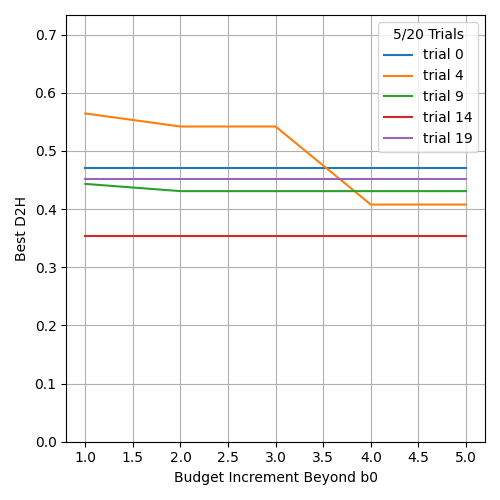 5/20 Trials
trial 0
trial 4
trial 9
trial 14
trial 19
0.7
0.6
0.5
0.4
0.3
0.2
0.1
0.0
Best D2H
1.0 1.5 2.0 2.5 3.0 3.5 4.0 4.5 5.0
Budget Increment Beyond b0